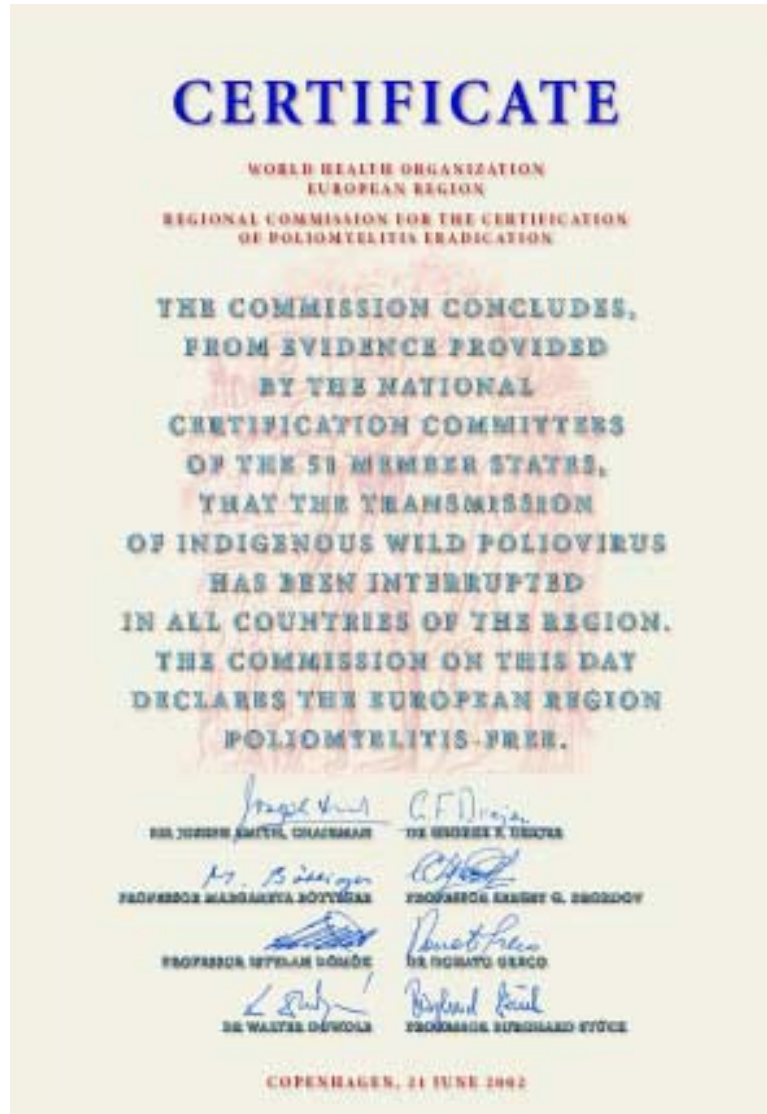 CERTIFICATE
WORLD HEALTH ORGANIZATION
EUROPEAN REGION
REGIONAL COMMISSION FOR THE CERTIFICATION
OF POLIOMYELITIS ERADICATION
THE COMMISSION CONCLUDES,
FROM EVIDENCE PROVIDED
BY THE NATIONAL
CERTIFICATION COMMITTEES
OF THE 51 MEMBER STATES,
THAT THE TRANSMISSION
OF INDIGENOUS WILD POLIOVIRUS
HAS BEEN INTERRUPTED
IN ALL COUNTRIES OF THE REGION.
THE COMMISSION ON THIS DAY
DECLARES THE EUROPEAN REGION
POLIOMYELITIS-FREE.
SIR JOSEPH SMITH, CHAIRMAN
DR GEORGE F. DREJER
PROFESSOR MARGARETA BÖTTIGER
PROFESSOR SERGEY G. DROZDOV
PROFESSOR ISTVAN DÖMÖK
DR DONATO GRECO
DR WALTER DOWDLE
PROFESSOR BURGHARD STÜCK
COPENHAGEN, 21 JUNE 2002